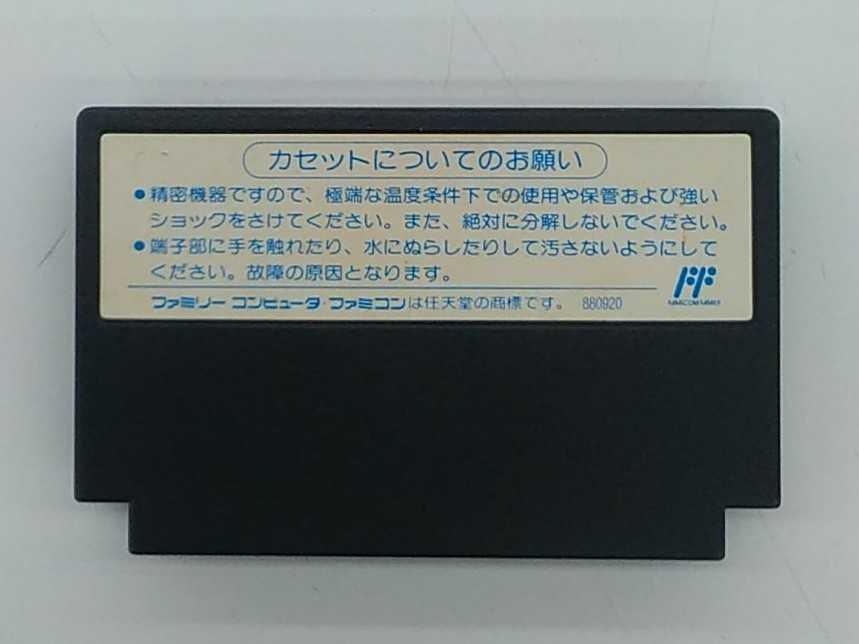 カセットについてのお願い
●精密機器ですので、極端な温度条件下での使用や保管および強い
ショックをさけてください。また、絶対に分解しないでください。
●端子部に手を触れたり、水にぬらしたりして汚さないようにして
ください。故障の原因となります。
ファミリーコンピュータ・ファミコンは任天堂の商標です。 880920